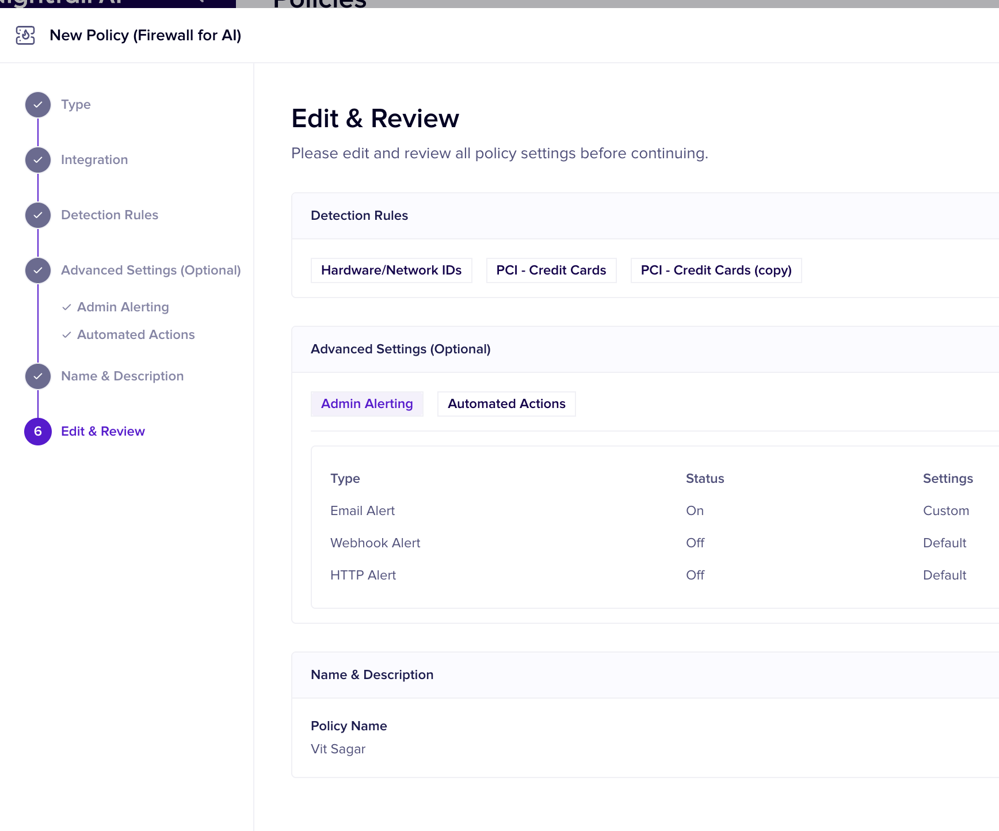 Policies
New Policy (Firewall for AI)
Type
Integration
Detection Rules
Advanced Settings (Optional)
Admin Alerting
Automated Actions
Name & Description
6 Edit & Review
Edit & Review
Please edit and review all policy settings before continuing.
Detection Rules
Hardware/Network IDs PCI - Credit Cards PCI - Credit Cards (copy)
Advanced Settings (Optional)
Admin Alerting Automated Actions
Type Status Settings
Email Alert On Custom
Webhook Alert Off Default
HTTP Alert Off Default
Name & Description
Policy Name
Vit Sagar